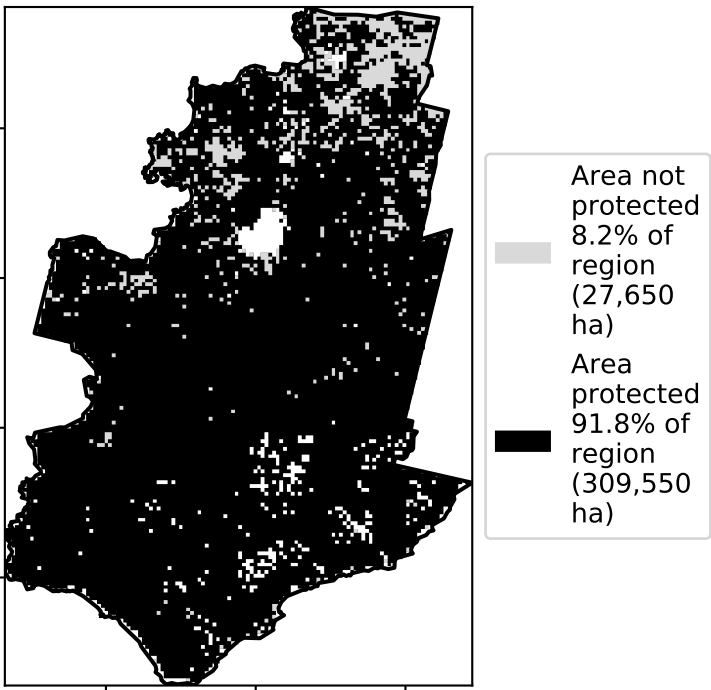 Area not
protected
8.2% of
region
(27,650
ha)
Area
protected
91.8% of
region
(309,550
ha)